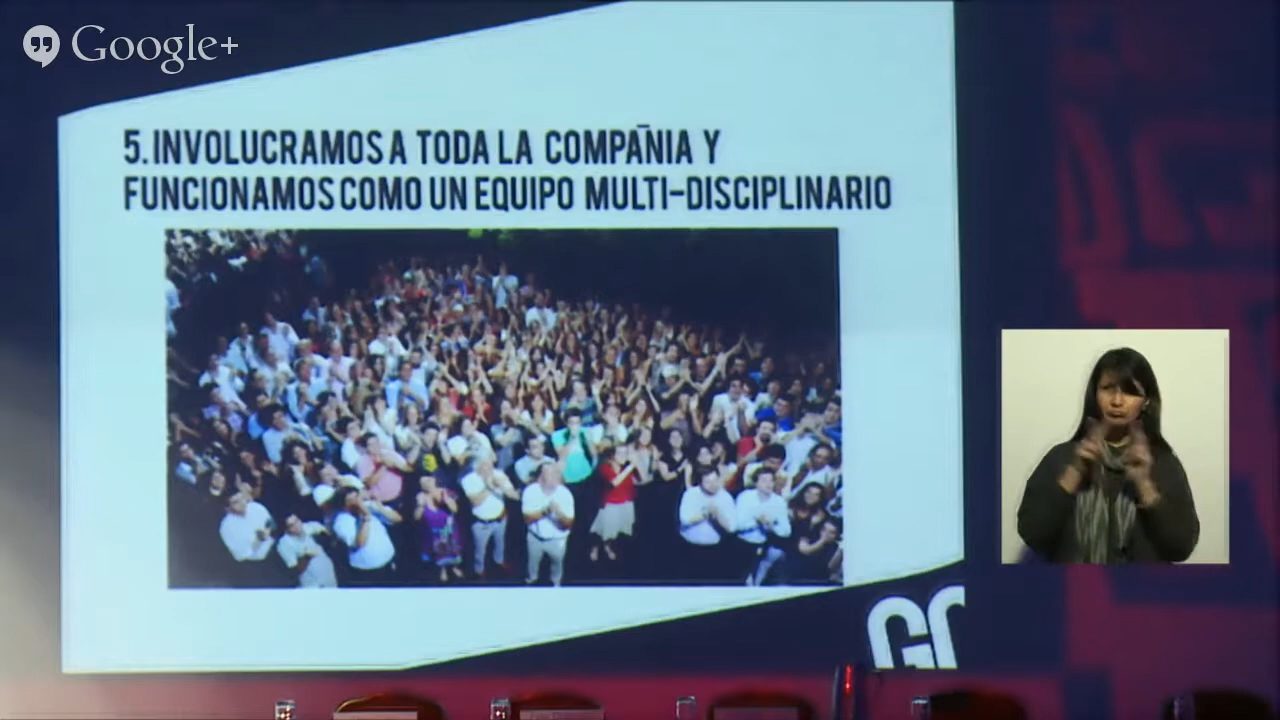 Google+
5. INVOLUCRAMOS A TODA LA COMPAÑIA Y
FUNCIONAMOS COMO UN EQUIPO MULTI-DISCIPLINARIO